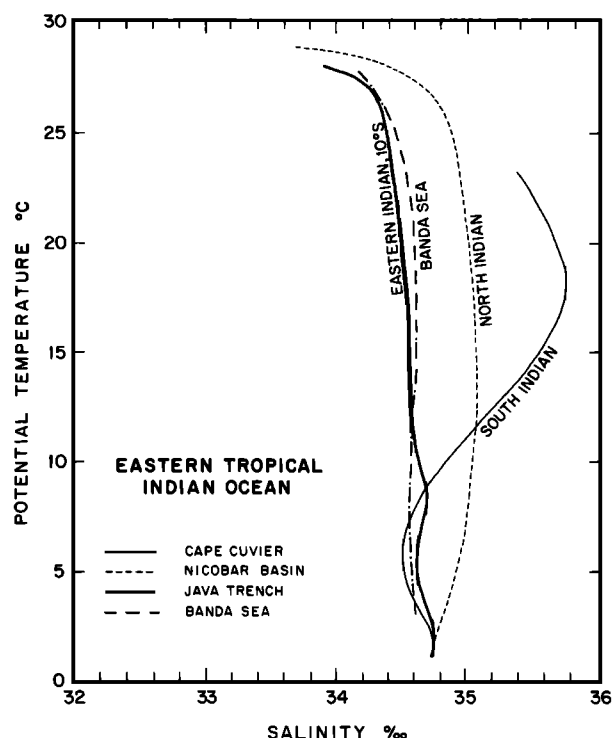 30
25
20
15
10
5
0
POTENTIAL TEMPERATURE °C
EASTERN INDIAN, 10°S
BANDA SEA
NORTH INDIAN
SOUTH INDIAN
EASTERN TROPICAL
INDIAN OCEAN
CAPE CUVIER
NICOBAR BASIN
JAVA TRENCH
BANDA SEA
32 33 34 35 36
SALINITY ‰